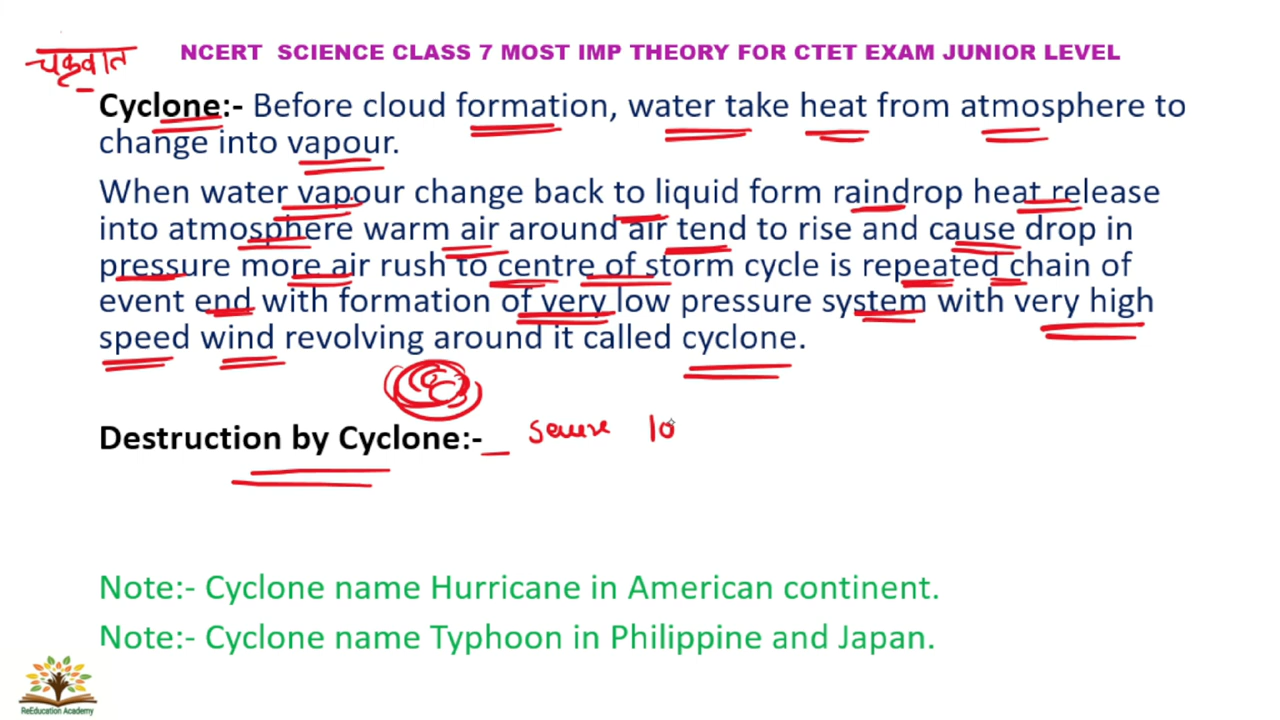 चक्रवात
NCERT SCIENCE CLASS 7 MOST IMP THEORY FOR CTET EXAM JUNIOR LEVEL
Cyclone:- Before cloud formation, water take heat from atmosphere to
change into vapour.
When water vapour change back to liquid form raindrop heat release
into atmosphere warm air around air tend to rise and cause drop in
pressure more air rush to centre of storm cycle is repeated chain of
event end with formation of very low pressure system with very high
speed wind revolving around it called cyclone.
Destruction by Cyclone:-
Note:- Cyclone name Hurricane in American continent.
Note:- Cyclone name Typhoon in Philippine and Japan.
ReEducation Academy